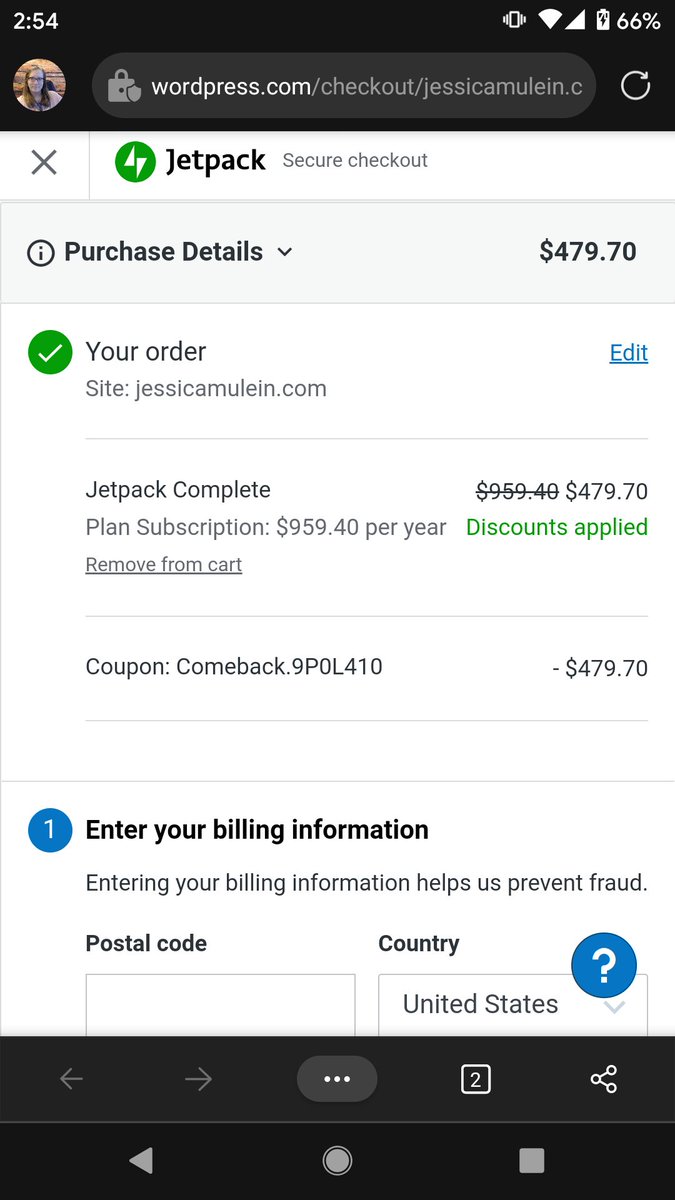 2:54
66%
wordpress.com/checkout/jessicamulein.c
Jetpack Secure checkout
Purchase Details $479.70
Your order Edit
Site: jessicamulein.com
Jetpack Complete $959.40 $479.70
Plan Subscription: $959.40 per year Discounts applied
Remove from cart
Coupon: Comeback.9P0L410 - $479.70
1 Enter your billing information
Entering your billing information helps us prevent fraud.
Postal code Country
?
United States
2